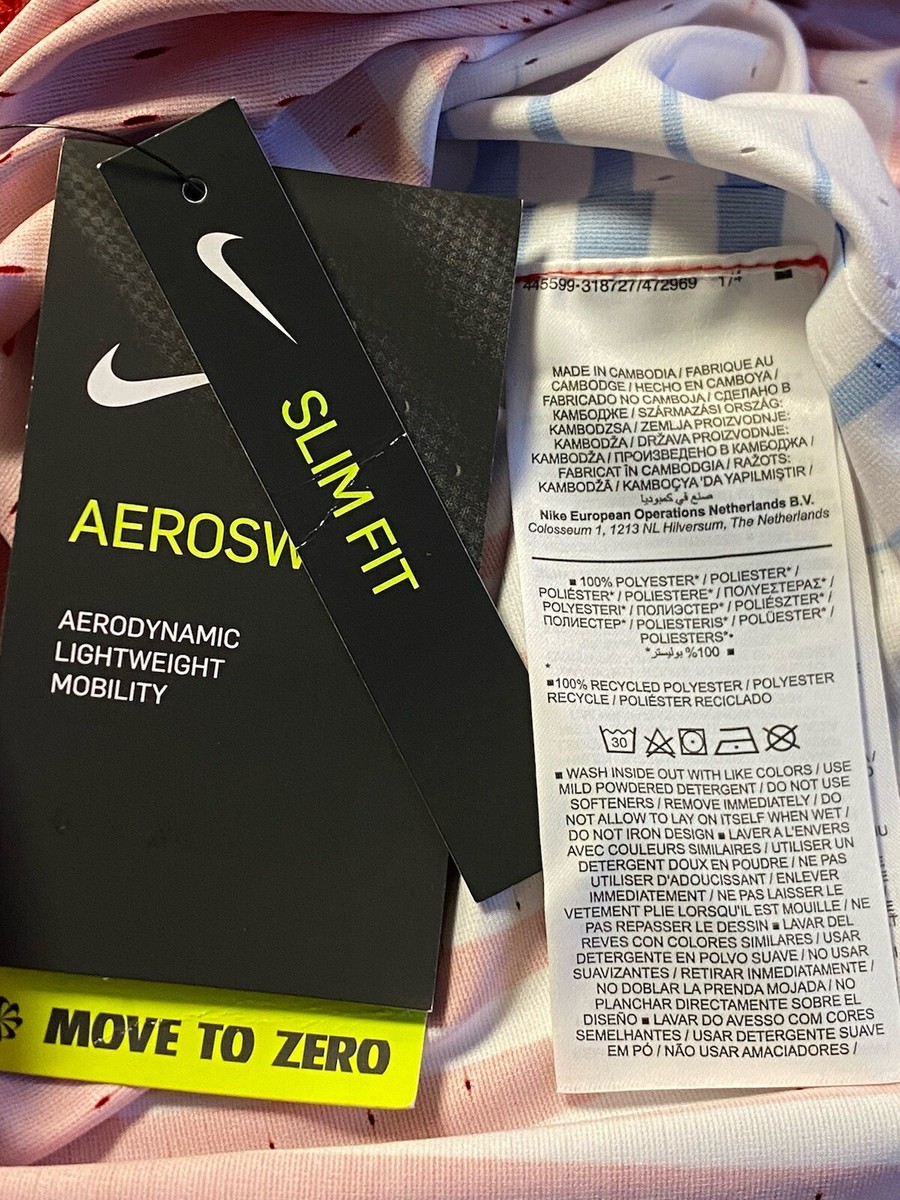 SLIM FIT
AEROSW
AERODYNAMIC
LIGHTWEIGHT
MOBILITY
MOVE TO ZERO
445599-318727/472969 1/4
MADE IN CAMBODIA / FABRIQUE AU
CAMBODGE / HECHO EN CAMBOYA /
FABRICADO NO CAMBOJA / СДЕЛАНО В
КАМБОДЖЕ / SZÁRMAZÁSI ORSZÁG:
KAMBODZSA / ZEMLJA PROIZVODNJE:
KAMBODŽA / DRŽAVA PROIZVODNJE:
KAMBODŽA / ПРОИЗВЕДЕНО В КАМБОДЖА /
FABRICAT ÎN CAMBODGIA / RAŽOTS:
KAMBODŽĀ / KAMBOÇYA'DA YAPILMIŞTIR /
صنع في كمبوديا
Nike European Operations Netherlands B.V.
Colosseum 1, 1213 NL Hilversum, The Netherlands
■ 100% POLYESTER* / POLIESTER* /
POLIÉSTER* / POLIESTERE* / ΠΟΛΥΕΣΤΕΡΑΣ* /
POLYESTERI* / ПОЛИЭСТЕР* / POLIÉSZTER* /
ПОЛИЕСТЕР* / POLIESTERIS* / POLÜESTER* /
POLIESTERS*•
■ 100% بوليستر*
*
■100% RECYCLED POLYESTER / POLYESTER
RECYCLE / POLIÉSTER RECICLADO
30
■ WASH INSIDE OUT WITH LIKE COLORS / USE
MILD POWDERED DETERGENT / DO NOT USE
SOFTENERS / REMOVE IMMEDIATELY / DO
NOT ALLOW TO LAY ON ITSELF WHEN WET /
DO NOT IRON DESIGN ■ LAVER A L'ENVERS
AVEC COULEURS SIMILAIRES / UTILISER UN
DETERGENT DOUX EN POUDRE / NE PAS
UTILISER D'ADOUCISSANT / ENLEVER
IMMEDIATEMENT / NE PAS LAISSER LE
VETEMENT PLIE LORSQU'IL EST MOUILLE / NE
PAS REPASSER LE DESSIN ■ LAVAR DEL
REVES CON COLORES SIMILARES / USAR
DETERGENTE EN POLVO SUAVE / NO USAR
SUAVIZANTES / RETIRAR INMEDIATAMENTE /
NO DOBLAR LA PRENDA MOJADA / NO
PLANCHAR DIRECTAMENTE SOBRE EL
DISEÑO ■ LAVAR DO AVESSO COM CORES
SEMELHANTES / USAR DETERGENTE SUAVE
EM PÓ / NÃO USAR AMACIADORES /